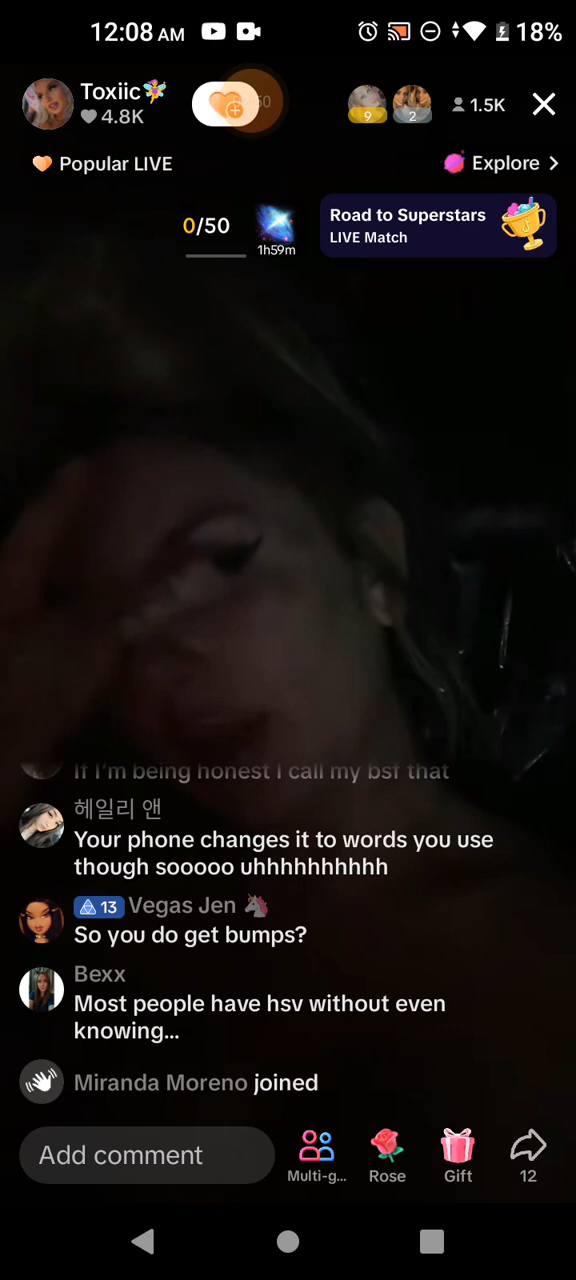 12:08 AM
18%
Toxiic
4.8K
9
2
1.5K
Popular LIVE
Explore
0/50
1h59m
Road to Superstars
LIVE Match
If I'm being honest I call my bsf that
헤일리 앤
Your phone changes it to words you use
though sooooo uhhhhhhhhhh
13 Vegas Jen
So you do get bumps?
Bexx
Most people have hsv without even
knowing...
Miranda Moreno joined
Add comment
Multi-g...
Rose
Gift
12